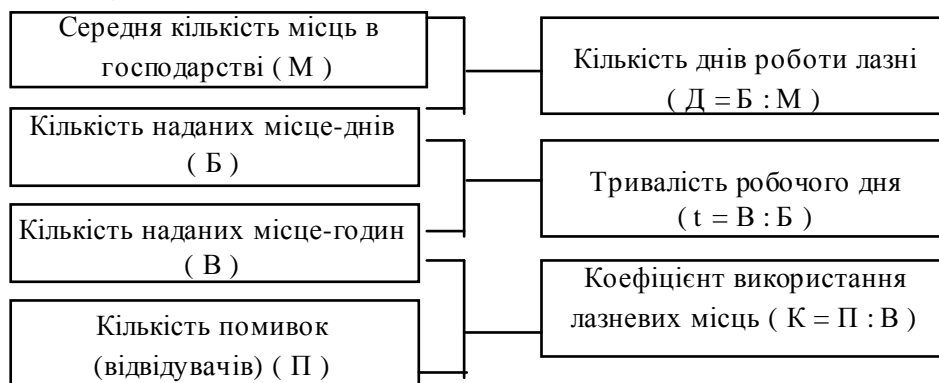 Середня кількість місць в
господарстві ( М )
Кількість наданих місце-днів
( Б )
Кількість наданих місце-годин
( В )
Кількість помивок
(відвідувачів) ( П )
Кількість днів роботи лазні
( Д = Б : М )
Тривалість робочого дня
( t = В : Б )
Коефіцієнт використання
лазневих місць ( К = П : В )